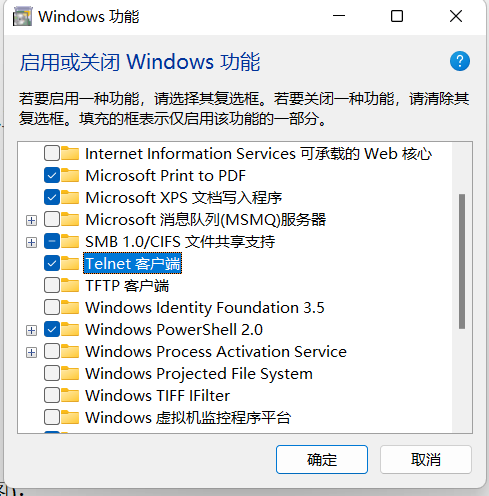 Windows 功能
启用或关闭 Windows 功能
?
若要启用一种功能，请选择其复选框。若要关闭一种功能，请清除其
复选框。填充的框表示仅启用该功能的一部分。
Internet Information Services 可承载的 Web 核心
Microsoft Print to PDF
Microsoft XPS 文档写入程序
Microsoft 消息队列(MSMQ)服务器
SMB 1.0/CIFS 文件共享支持
Telnet 客户端
TFTP 客户端
Windows Identity Foundation 3.5
Windows PowerShell 2.0
Windows Process Activation Service
Windows Projected File System
Windows TIFF IFilter
Windows 虚拟机监控程序平台
确定
取消